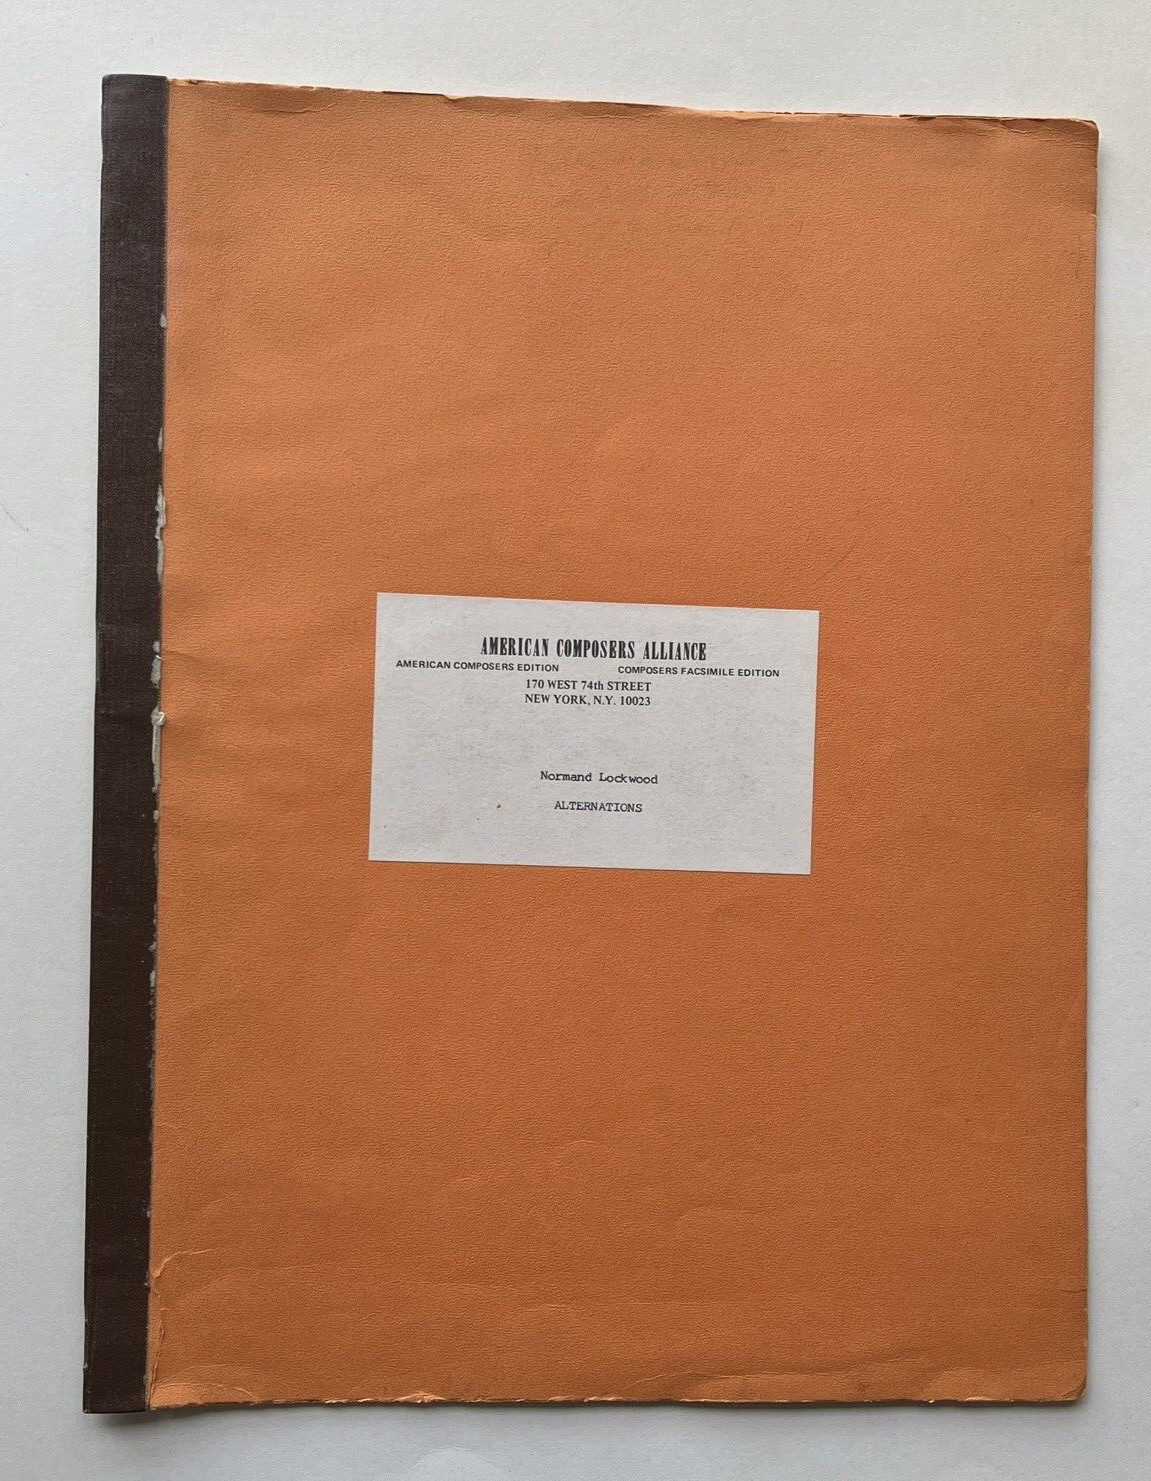 AMERICAN COMPOSERS ALLIANCE
AMERICAN COMPOSERS EDITION COMPOSERS FACSIMILE EDITION
170 WEST 74th STREET
NEW YORK, N.Y. 10023
Normand Lockwood
ALTERNATIONS